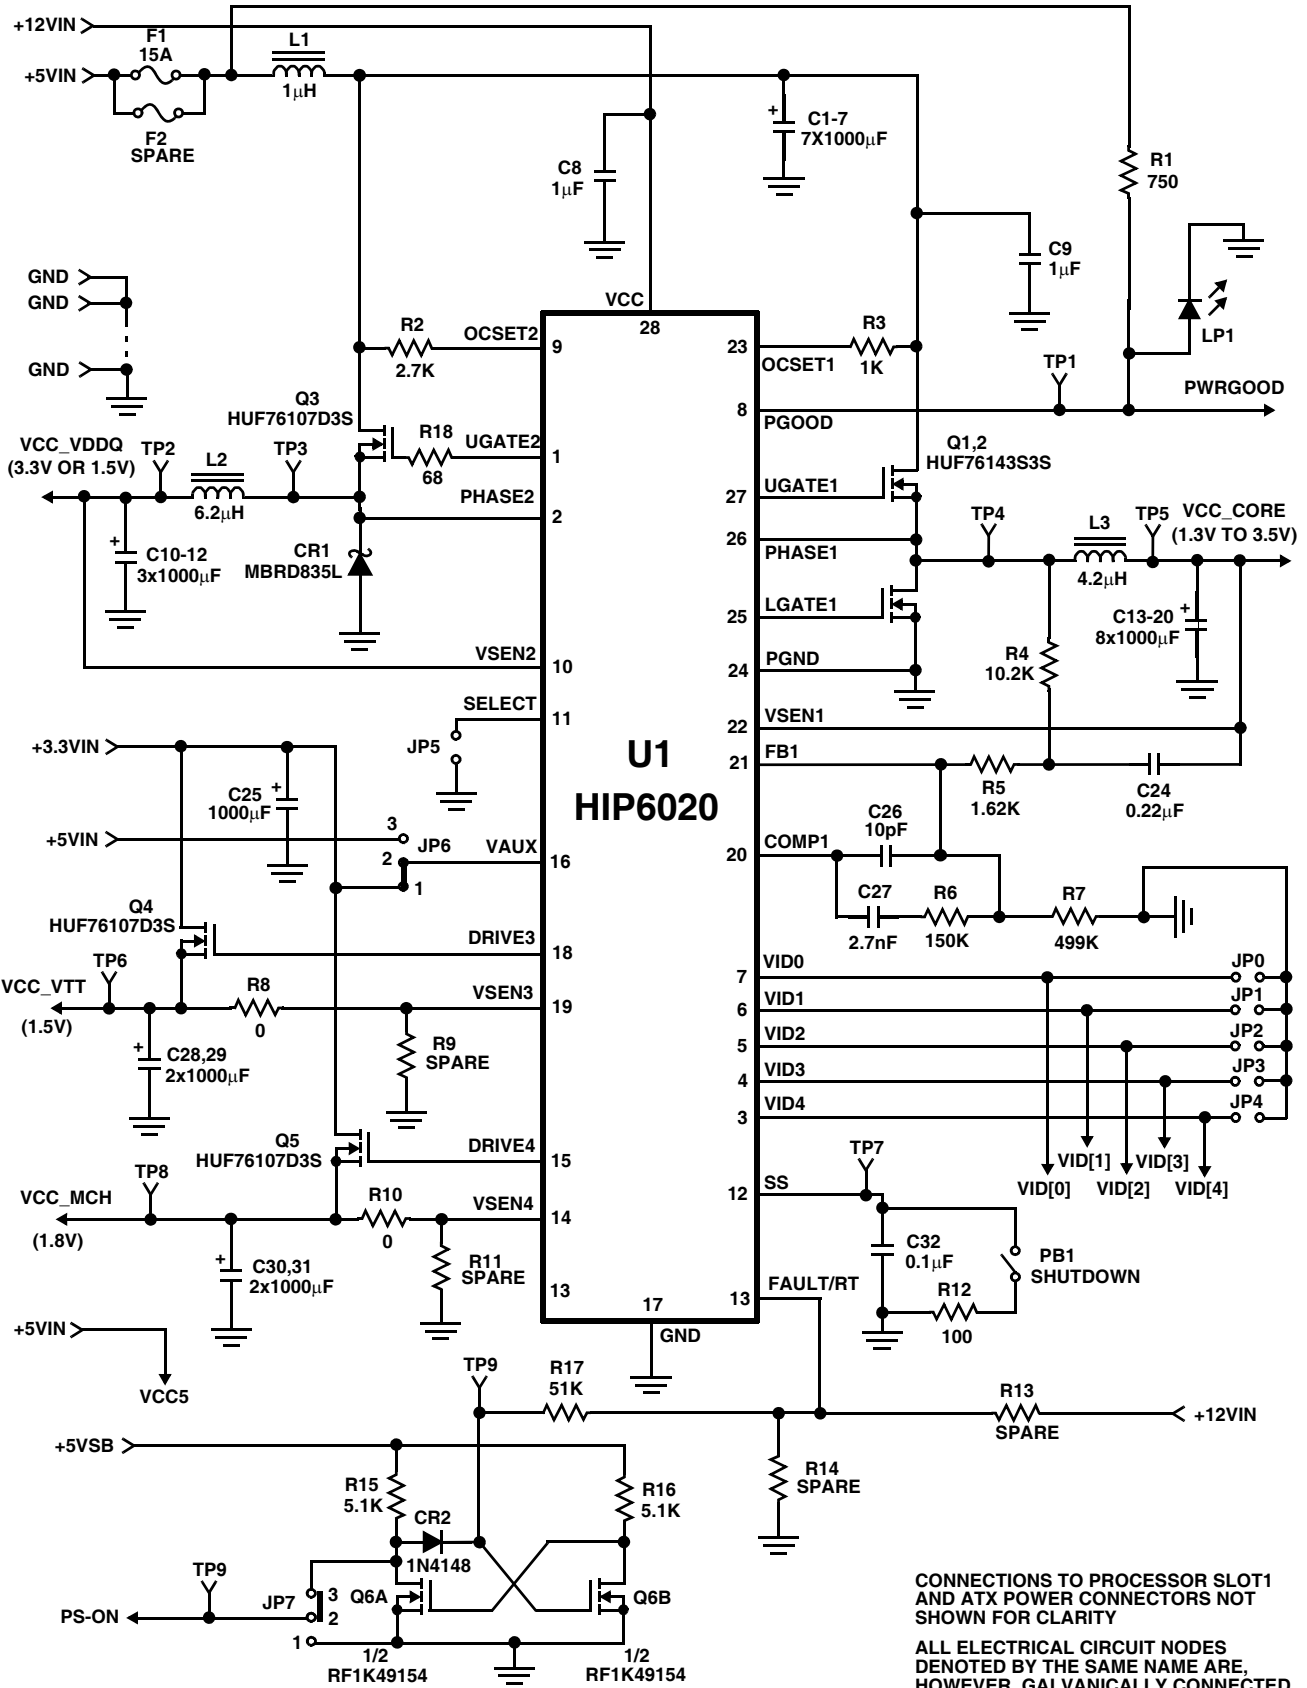 +12VIN
F1
15A
L1
+5VIN
1µH
F2
SPARE
C1-7
7X1000µF
+
C8
1µF
R1
750
C9
1µF
GND
GND
GND
VCC
28
LP1
R2
2.7K
OCSET2
9
23
OCSET1
R3
1K
TP1
PWRGOOD
8
PGOOD
Q3
HUF76107D3S
R18
68
UGATE2
1
Q1,2
HUF76143S3S
VCC_VDDQ
(3.3V OR 1.5V)
TP2
L2
6.2µH
TP3
PHASE2
2
UGATE1
27
26
PHASE1
TP4
L3
4.2µH
TP5
VCC_CORE
(1.3V TO 3.5V)
+
C10-12
3x1000µF
CR1
MBRD835L
LGATE1
25
C13-20
8x1000µF
+
VSEN2
10
PGND
24
R4
10.2K
SELECT
11
VSEN1
22
JP5
+3.3VIN
U1
HIP6020
FB1
21
R5
1.62K
C24
0.22µF
C25
1000µF
+
+5VIN
3
JP6
2
1
VAUX
16
C26
10pF
COMP1
20
C27
2.7nF
R6
150K
R7
499K
Q4
HUF76107D3S
DRIVE3
18
TP6
VCC_VTT
(1.5V)
R8
0
VSEN3
19
VID0
7
JP0
VID1
6
JP1
VID2
5
JP2
VID3
4
JP3
VID4
3
JP4
+
C28,29
2x1000µF
R9
SPARE
VID[0]
VID[1]
VID[2]
VID[3]
VID[4]
Q5
HUF76107D3S
DRIVE4
15
TP7
SS
12
TP8
VCC_MCH
(1.8V)
R10
0
VSEN4
14
+
C30,31
2x1000µF
R11
SPARE
C32
0.1µF
PB1
SHUTDOWN
R12
100
13
FAULT/RT
13
17
GND
+5VIN
VCC5
TP9
R17
51K
R13
SPARE
+12VIN
+5VSB
R14
SPARE
R15
5.1K
R16
5.1K
CR2
1N4148
TP9
PS-ON
JP7
3
2
1
Q6A
Q6B
1/2
RF1K49154
1/2
RF1K49154
CONNECTIONS TO PROCESSOR SLOT1
AND ATX POWER CONNECTORS NOT
SHOWN FOR CLARITY
ALL ELECTRICAL CIRCUIT NODES
DENOTED BY THE SAME NAME ARE,
HOWEVER, GALVANICALLY CONNECTED